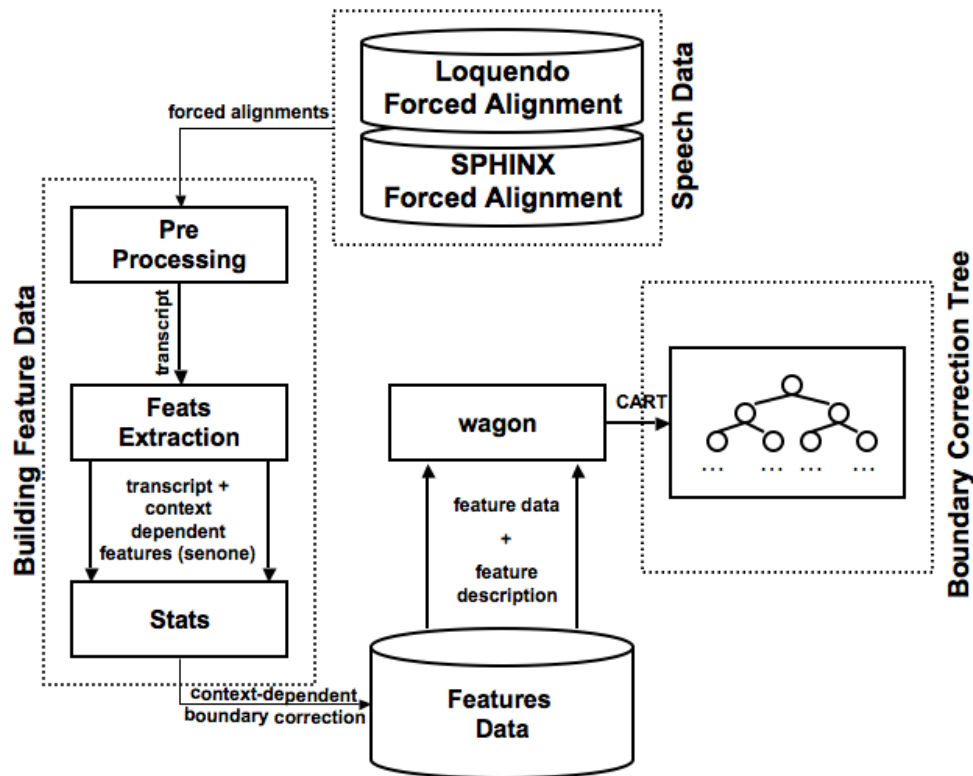 Loquendo
Forced Alignment
SPHINX
Forced Alignment
Speech Data
forced alignments
Building Feature Data
Pre
Processing
transcript
Feats
Extraction
transcript +
context
dependent
features (senone)
Stats
context-dependent
boundary correction
Features
Data
feature data
+
feature
description
wagon
CART
... ... ... ...
Boundary Correction Tree